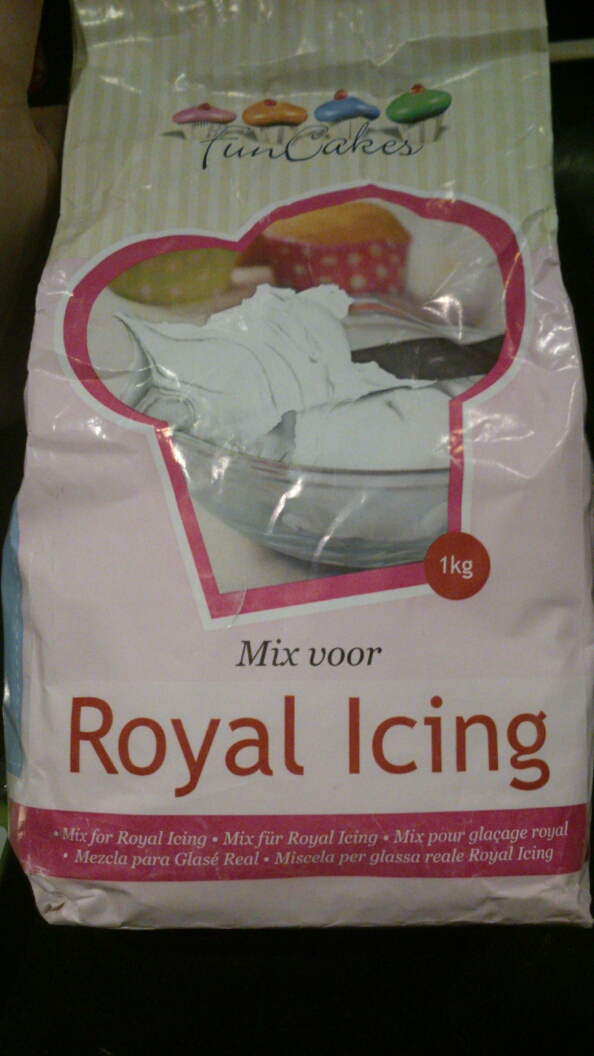 FunCakes
1kg
Mix voor
Royal Icing
• Mix for Royal Icing • Mix für Royal Icing • Mix pour glaçage royal
• Mezcla para Glasé Real • Miscela per glassa reale Royal Icing